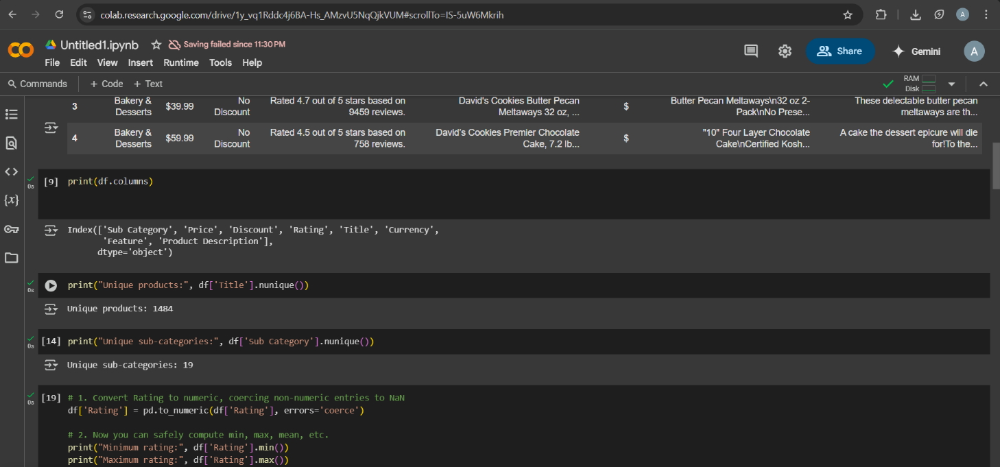 colab.research.google.com/drive/1y_vq1Rddc4j6BA-Hs_AMzvU5NqQjkVUM#scrollTo=IS-5uW6Mkrih
A
CO
Untitled1.ipynb
Saving failed since 11:30 PM
File Edit View Insert Runtime Tools Help
Share
Gemini
A
Commands
+ Code + Text
RAM
Disk
3
Bakery &
Desserts
$39.99
No
Discount
Rated 4.7 out of 5 stars based on
9459 reviews.
David's Cookies Butter Pecan
Meltaways 32 oz, ...
$
Butter Pecan Meltaways\n32 oz 2-
Pack\nNo Prese...
These delectable butter pecan
meltaways are th...
4
Bakery &
Desserts
$59.99
No
Discount
Rated 4.5 out of 5 stars based on
758 reviews.
David's Cookies Premier Chocolate
Cake, 7.2 lb...
$
"10" Four Layer Chocolate
Cake\nCertified Kosh...
A cake the dessert epicure will die
for!To the...
0s
[9] print(df.columns)
Index(['Sub Category', 'Price', 'Discount', 'Rating', 'Title', 'Currency',
'Feature', 'Product Description'],
dtype='object')
0s
print("Unique products:", df['Title'].nunique())
Unique products: 1484
0s
[14] print("Unique sub-categories:", df['Sub Category'].nunique())
Unique sub-categories: 19
0s
[19] # 1. Convert Rating to numeric, coercing non-numeric entries to NaN
df['Rating'] = pd.to_numeric(df['Rating'], errors='coerce')
# 2. Now you can safely compute min, max, mean, etc.
print("Minimum rating:", df['Rating'].min())
print("Maximum rating:", df['Rating'].max())